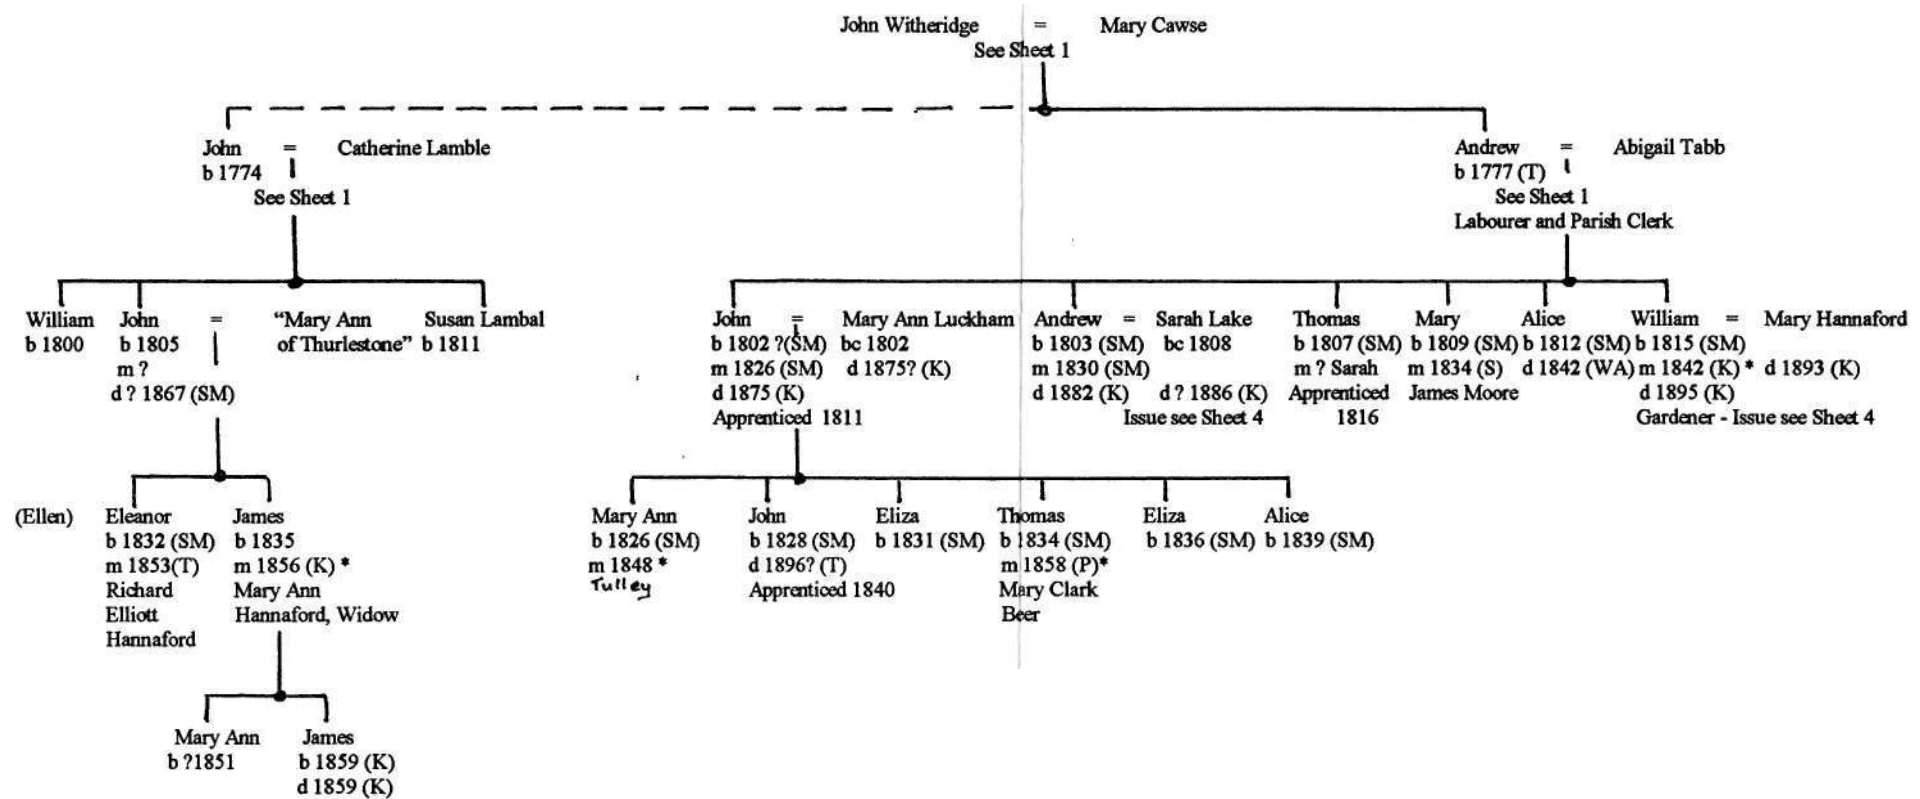 John Witheridge = Mary Cawse
See Sheet 1
John = Catherine Lamble
b 1774
See Sheet 1
Andrew = Abigail Tabb
b 1777 (T)
See Sheet 1
Labourer and Parish Clerk
William
b 1800
John = "Mary Ann
b 1805 of Thurlestone"
m ?
d ? 1867 (SM)
Susan Lambal
b 1811
John = Mary Ann Luckham
b 1802 ?(SM) bc 1802
m 1826 (SM) d 1875? (K)
d 1875 (K)
Apprenticed 1811
Andrew = Sarah Lake
b 1803 (SM) bc 1808
m 1830 (SM)
d 1882 (K) d ? 1886 (K)
Issue see Sheet 4
Thomas
b 1807 (SM)
m ? Sarah
Apprenticed
1816
Mary
b 1809 (SM)
m 1834 (S)
James Moore
Alice
b 1812 (SM)
d 1842 (WA)
William = Mary Hannaford
b 1815 (SM)
m 1842 (K) * d 1893 (K)
d 1895 (K)
Gardener - Issue see Sheet 4
(Ellen) Eleanor
b 1832 (SM)
m 1853(T)
Richard
Elliott
Hannaford
James
b 1835
m 1856 (K) *
Mary Ann
Hannaford, Widow
Mary Ann
b 1826 (SM)
m 1848 *
Tulley
John
b 1828 (SM)
d 1896? (T)
Apprenticed 1840
Eliza
b 1831 (SM)
Thomas
b 1834 (SM)
m 1858 (P)*
Mary Clark
Beer
Eliza
b 1836 (SM)
Alice
b 1839 (SM)
Mary Ann
b ?1851
James
b 1859 (K)
d 1859 (K)